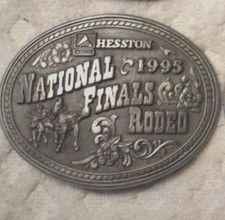 HESSTON
NATIONAL 1995
FINALS
RODEO